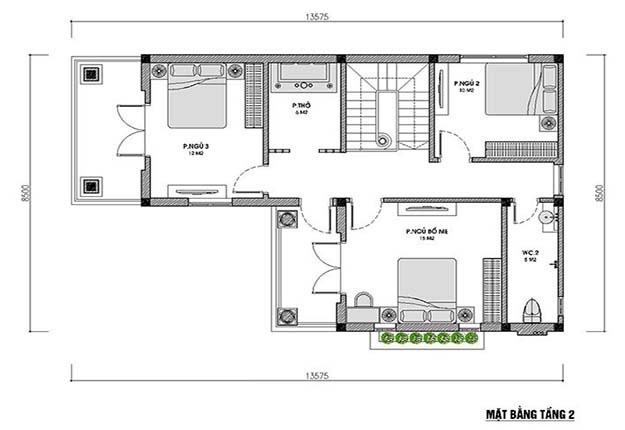 13575
8500
P.NGỦ 3
12 M2
P.THỜ
6 M2
P.NGỦ 2
10 M2
8500
P.NGỦ BỐ MẸ
15 M2
WC.2
5 M2
13575
MẶT BẰNG TẦNG 2